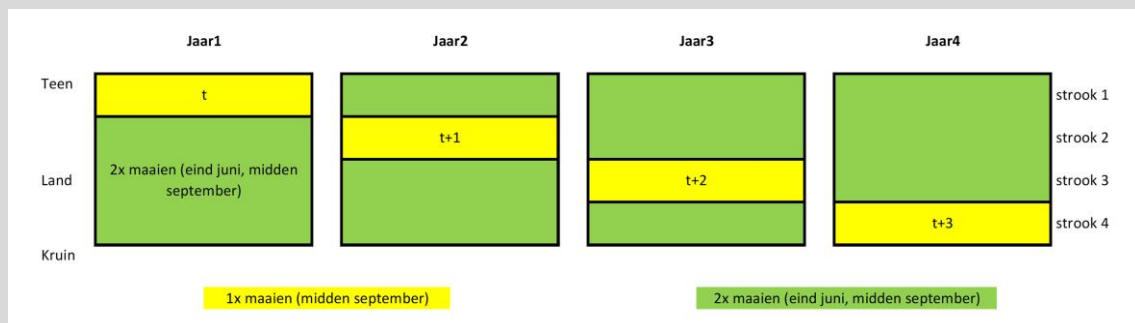 Jaar1 Jaar2 Jaar3 Jaar4
Teen
t
strook 1
t+1
strook 2
2x maaien (eind juni, midden
september)
Land
t+2
strook 3
t+3
strook 4
Kruin
1x maaien (midden september)
2x maaien (eind juni, midden september)